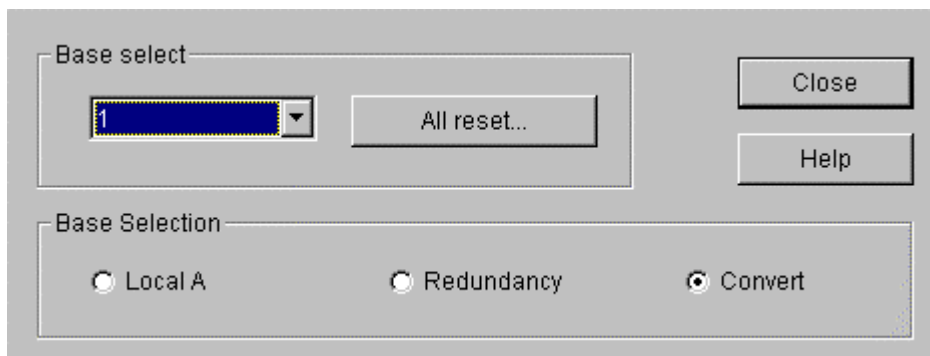 Base select
1
All reset...
Close
Help
Base Selection
Local A
Redundancy
Convert